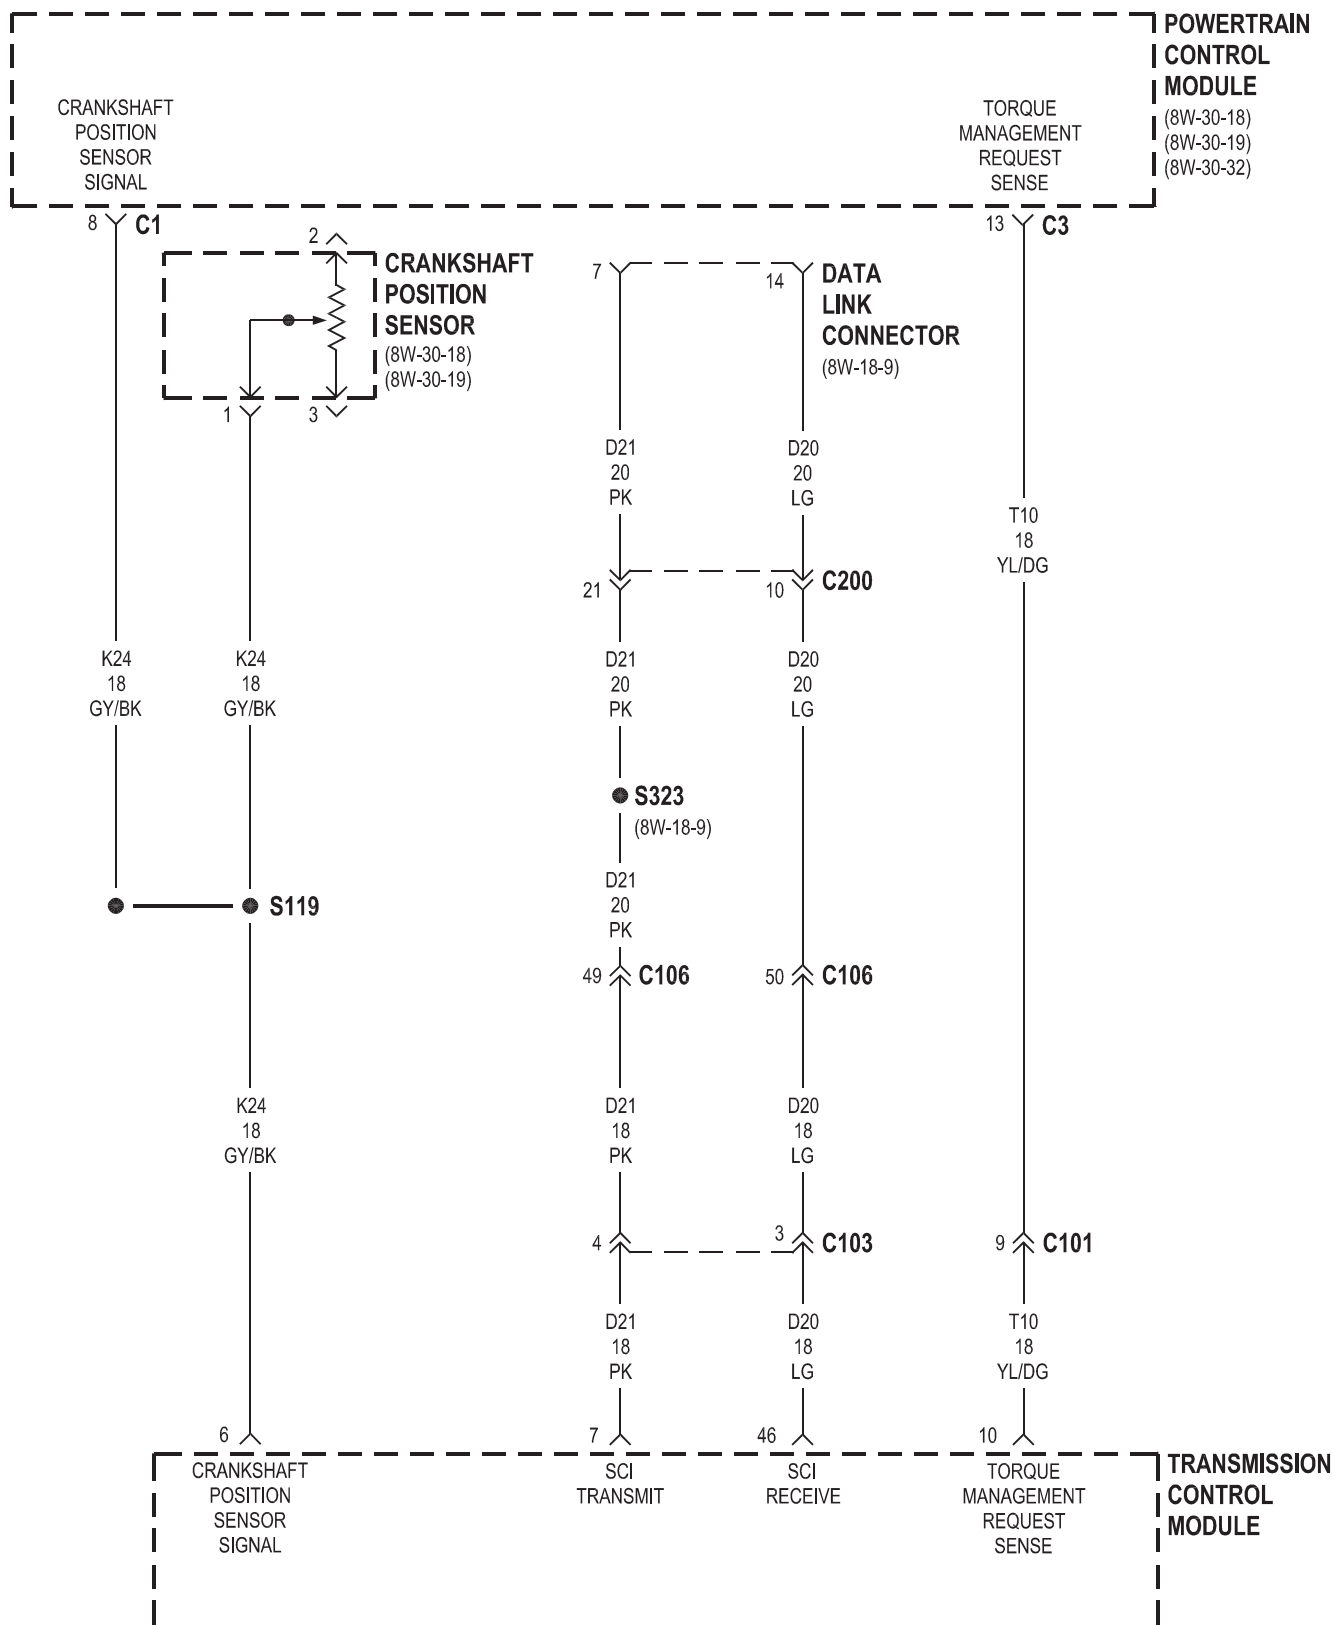 POWERTRAIN
CONTROL
MODULE
(8W-30-18)
(8W-30-19)
(8W-30-32)
CRANKSHAFT
POSITION
SENSOR
SIGNAL
TORQUE
MANAGEMENT
REQUEST
SENSE
8 C1
13 C3
2
CRANKSHAFT
POSITION
SENSOR
(8W-30-18)
(8W-30-19)
1 3
7 14
DATA
LINK
CONNECTOR
(8W-18-9)
D21
20
PK
D20
20
LG
T10
18
YL/DG
21 10 C200
K24
18
GY/BK
K24
18
GY/BK
D21
20
PK
D20
20
LG
S323
(8W-18-9)
D21
20
PK
S119
49 C106
50 C106
K24
18
GY/BK
D21
18
PK
D20
18
LG
4 3 C103
9 C101
D21
18
PK
D20
18
LG
T10
18
YL/DG
6 7 46 10
CRANKSHAFT
POSITION
SENSOR
SIGNAL
SCI
TRANSMIT
SCI
RECEIVE
TORQUE
MANAGEMENT
REQUEST
SENSE
TRANSMISSION
CONTROL
MODULE